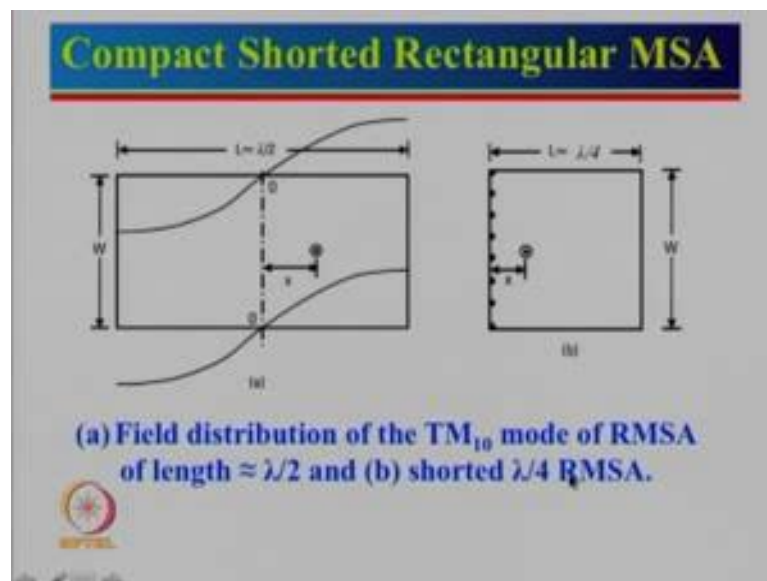 Compact Shorted Rectangular MSA
L≈ λ/2
L≈ λ/4
W
0
x
W
x
0
(a)
(b)
(a) Field distribution of the TM₁₀ mode of RMSA
of length ≈ λ/2 and (b) shorted λ/4 RMSA.
NPTEL